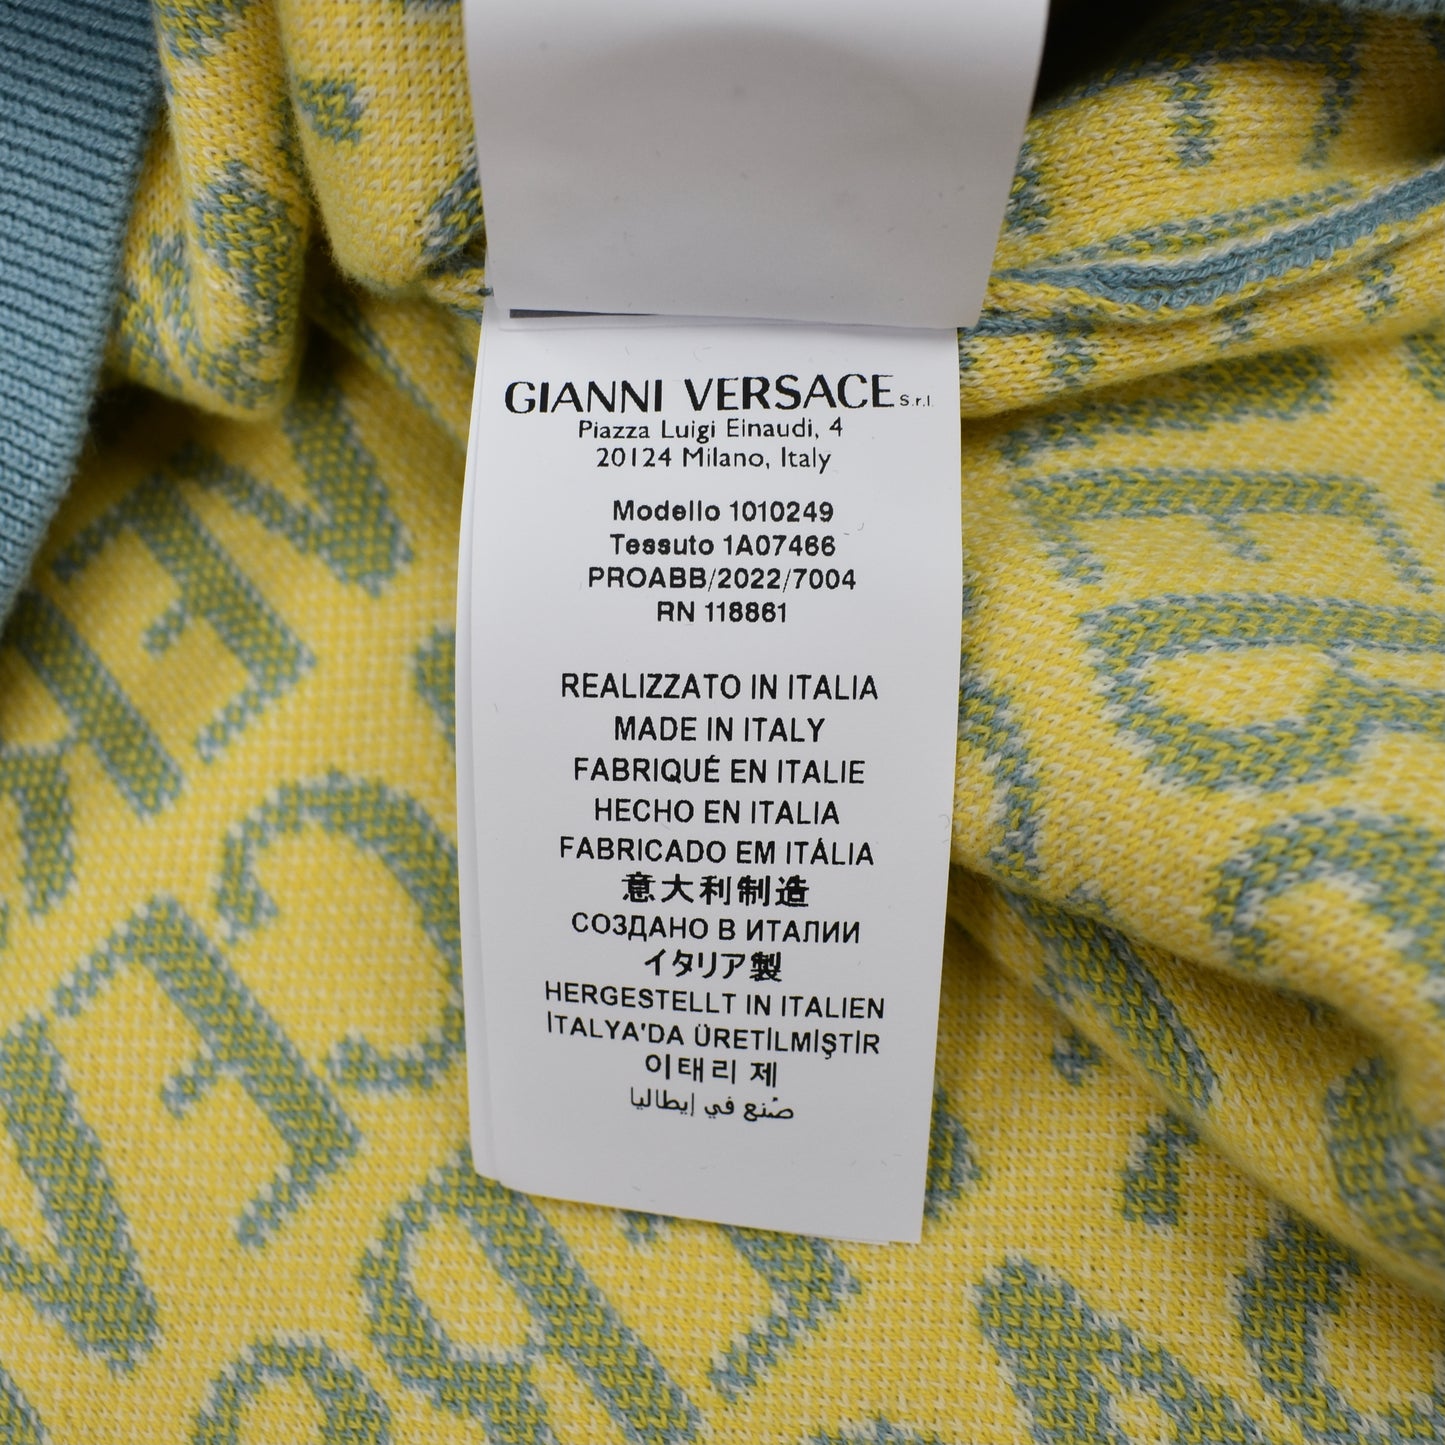 GIANNI VERSACE S.r.l.
Piazza Luigi Einaudi, 4
20124 Milano, Italy
Modello 1010249
Tessuto 1A07466
PROABB/2022/7004
RN 118861
REALIZZATO IN ITALIA
MADE IN ITALY
FABRIQUÉ EN ITALIE
HECHO EN ITALIA
FABRICADO EM ITÁLIA
意大利制造
СОЗДАНО В ИТАЛИИ
イタリア製
HERGESTELLT IN ITALIEN
İTALYA'DA ÜRETİLMİŞTİR
이태리 제
صُنع في إيطاليا